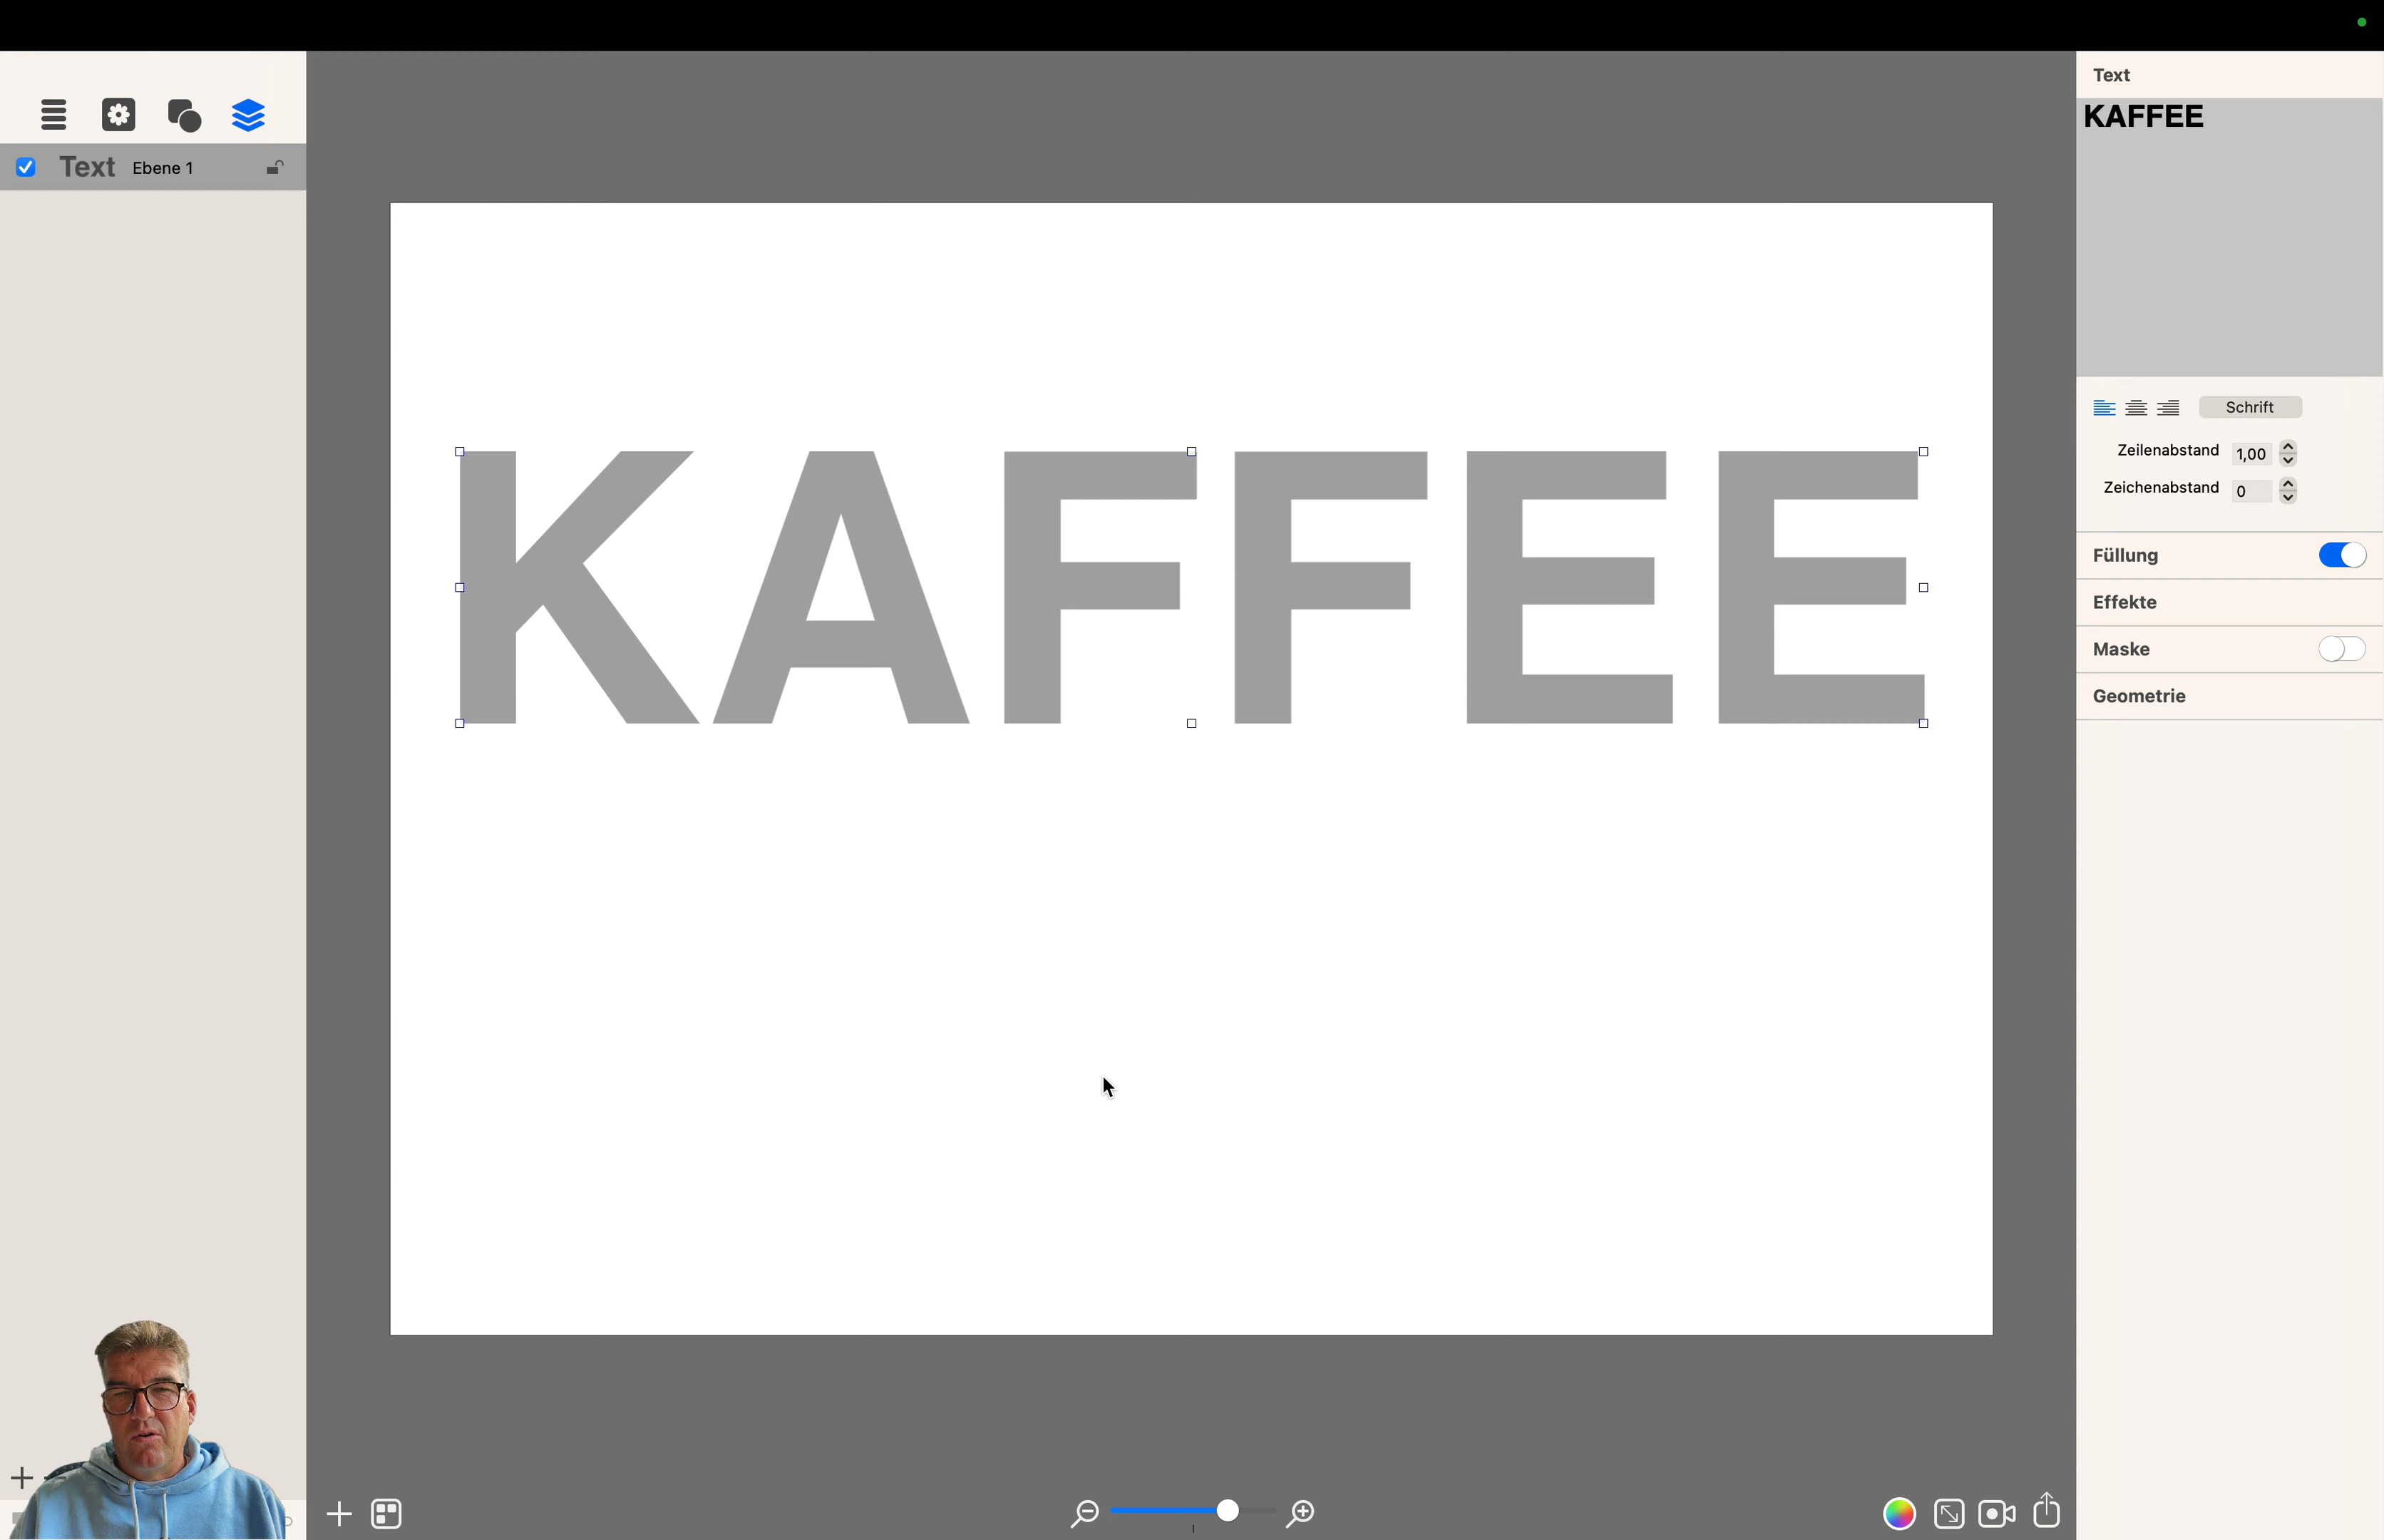 Text
Ebene 1
KAFFEE
Text
KAFFEE
Schrift
Zeilenabstand 1,00
Zeichenabstand 0
Füllung
Effekte
Maske
Geometrie